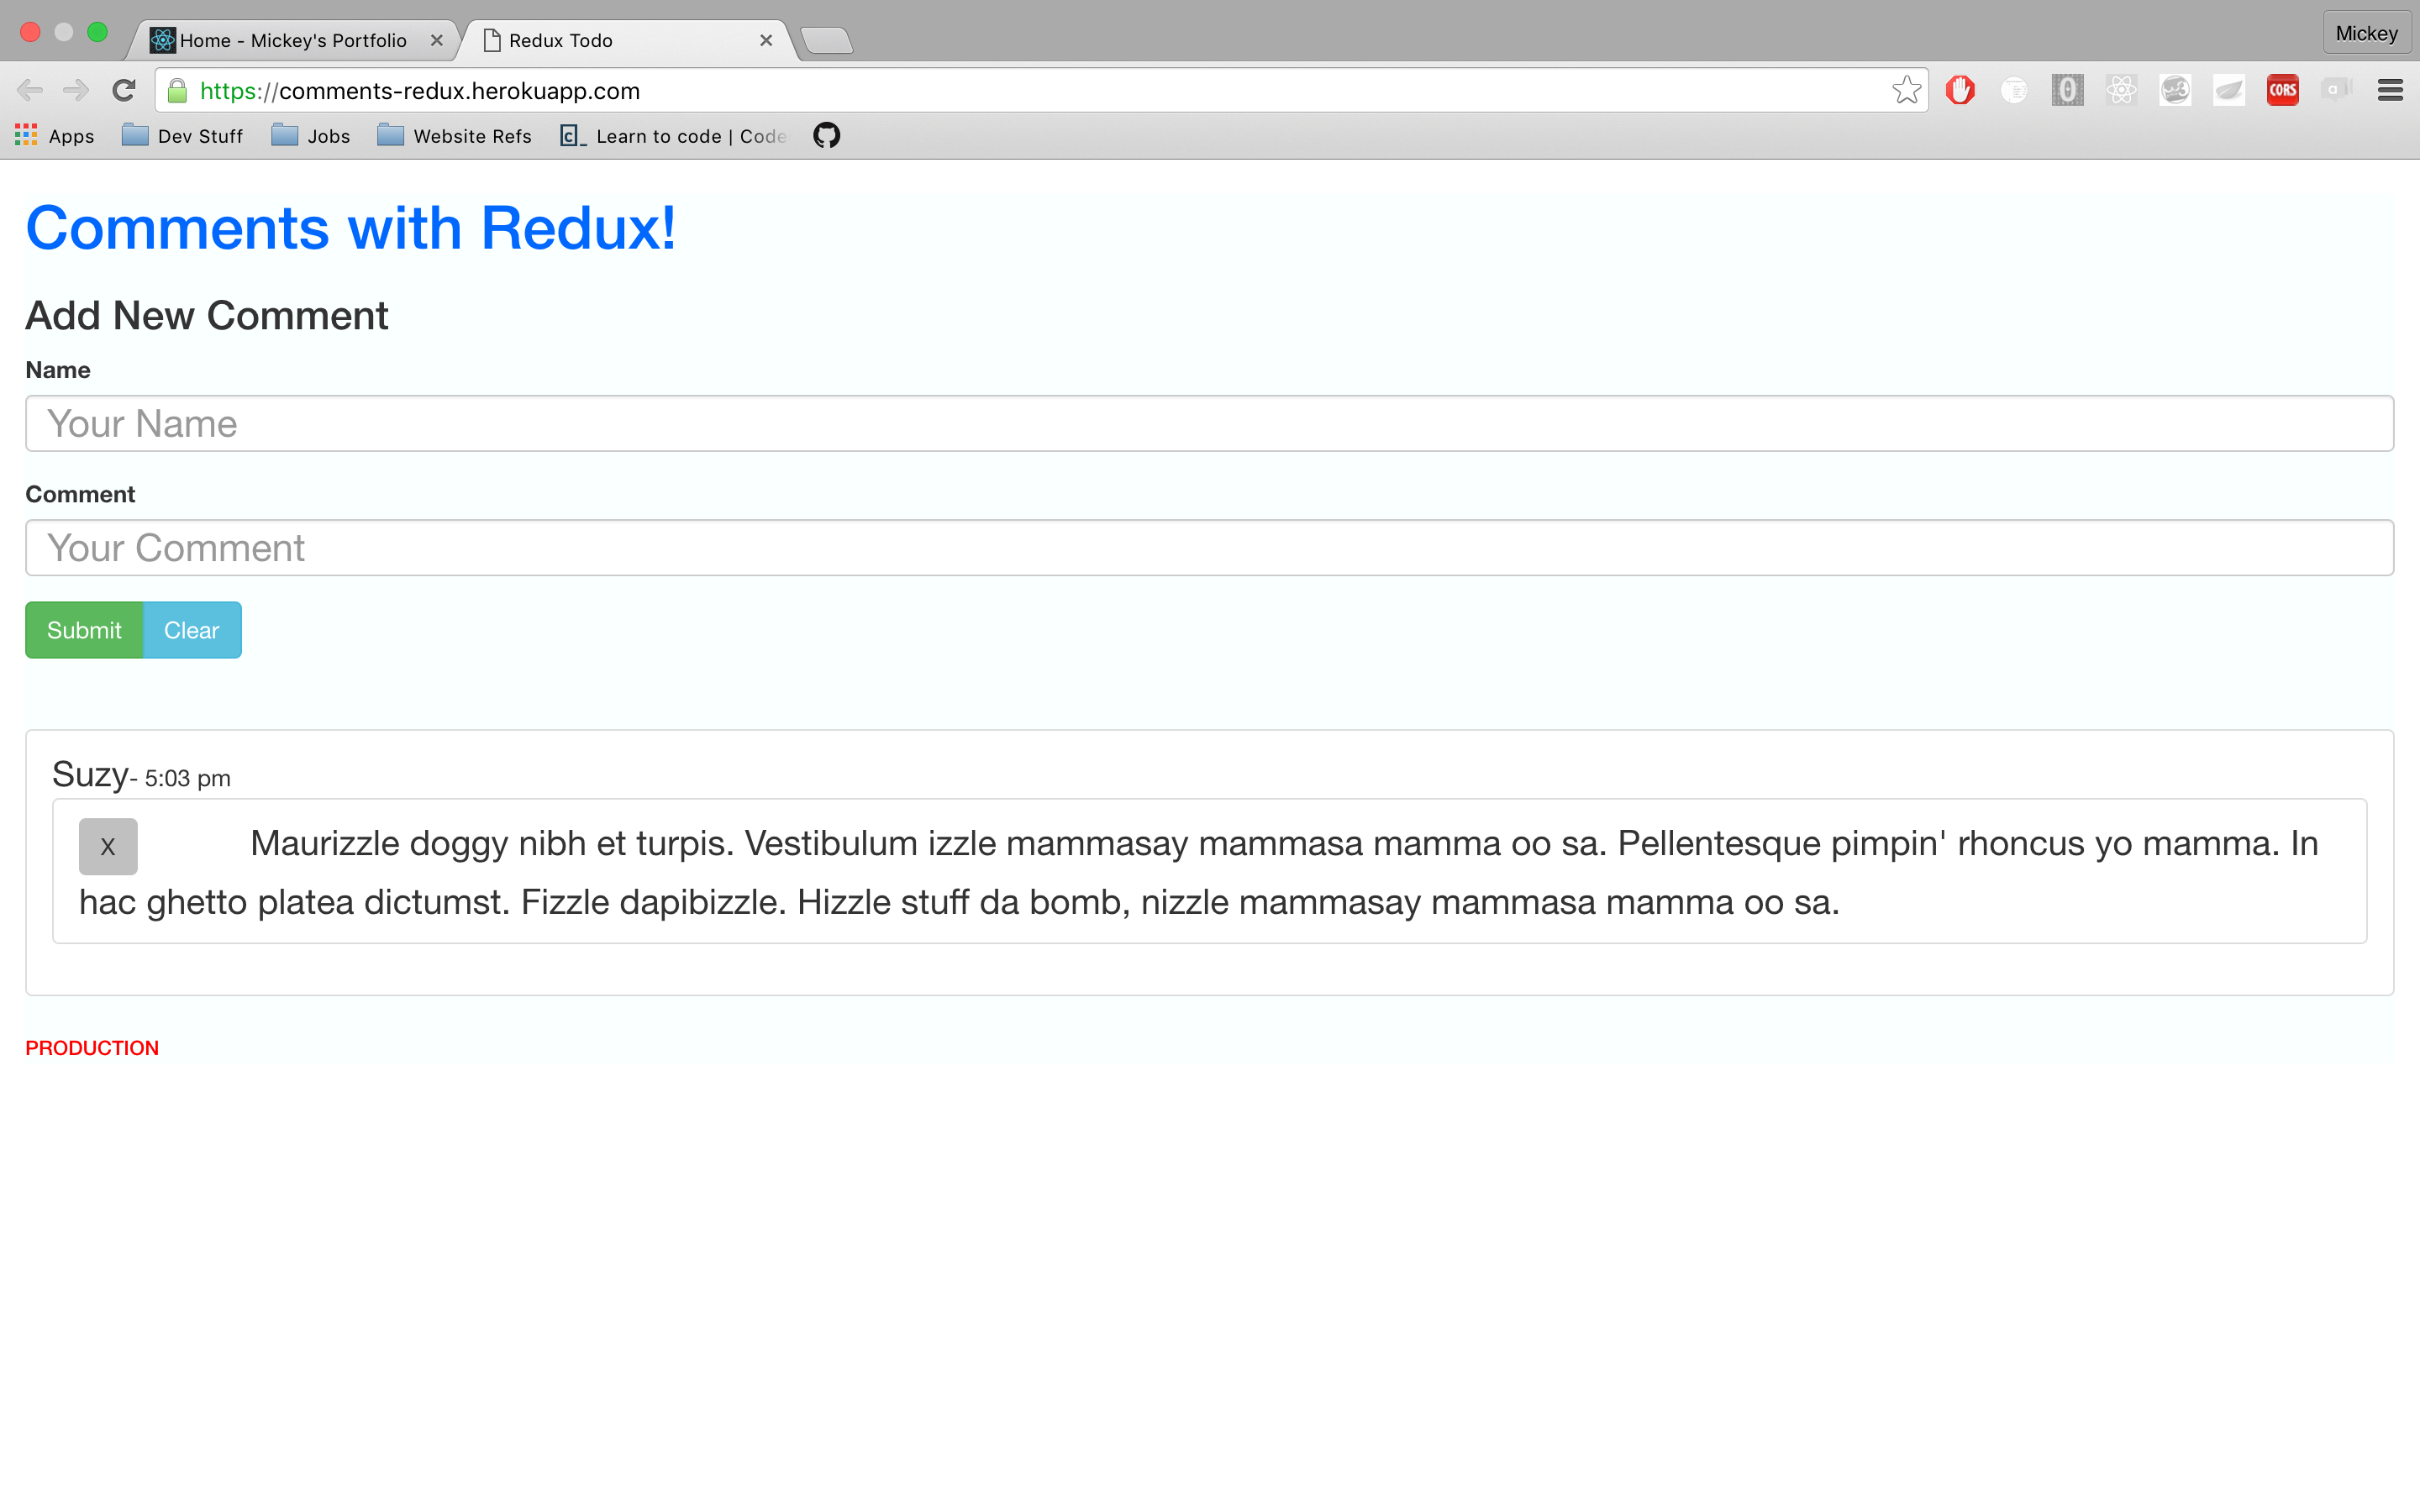 Home - Mickey's Portfolio
Redux Todo
Mickey
https://comments-redux.herokuapp.com
0
CORS
a
Apps
Dev Stuff
Jobs
Website Refs
c_
Learn to code | Code
Comments with Redux!
Add New Comment
Name
Your Name
Comment
Your Comment
Submit
Clear
Suzy- 5:03 pm
X Maurizzle doggy nibh et turpis. Vestibulum izzle mammasay mammasa mamma oo sa. Pellentesque pimpin' rhoncus yo mamma. In
hac ghetto platea dictumst. Fizzle dapibizzle. Hizzle stuff da bomb, nizzle mammasay mammasa mamma oo sa.
PRODUCTION